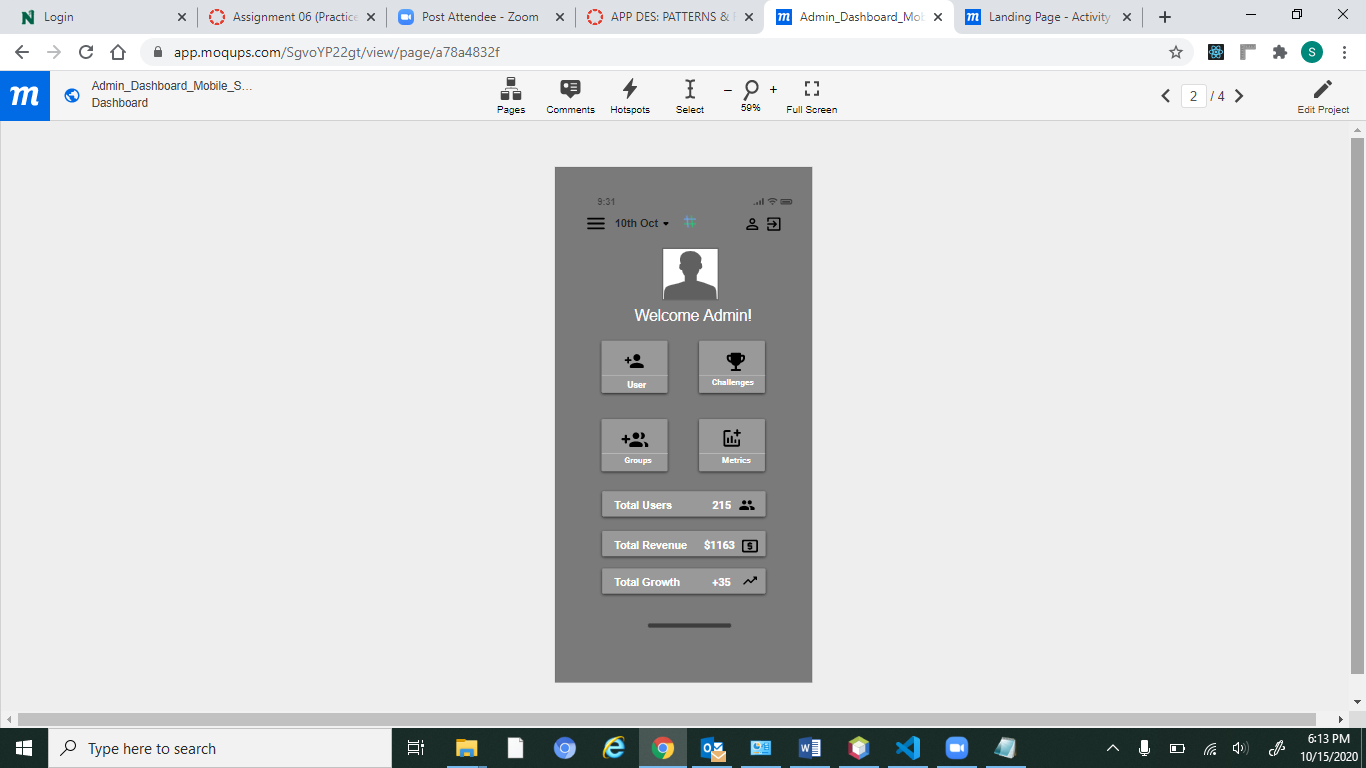 Login
Assignment 06 (Practice
Post Attendee - Zoom
APP DES: PATTERNS &
Admin_Dashboard_Mob
Landing Page - Activity
app.moqups.com/SgvoYP22gt/view/page/a78a4832f
S
m
Admin_Dashboard_Mobile_S...
Dashboard
Pages
Comments
Hotspots
Select
59%
Full Screen
2 / 4
Edit Project
9:31
10th Oct
Welcome Admin!
User
Challenges
Groups
Metrics
Total Users 215
Total Revenue $1163
Total Growth +35
Type here to search
6:13 PM
10/15/2020